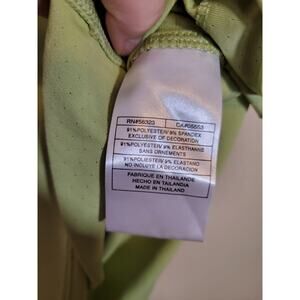 RN#56323 CA#05553
91%POLYESTER/ 9% SPANDEX
EXCLUSIVE OF DECORATION
91%POLYESTER/ 9% ELASTHANNE
SANS ORNEMENTS
91%POLIESTER/ 9% ELASTANO
NO INCLUYE LA DECORACION
FABRIQUE EN THAILANDE
HECHO EN TAILANDIA
MADE IN THAILAND